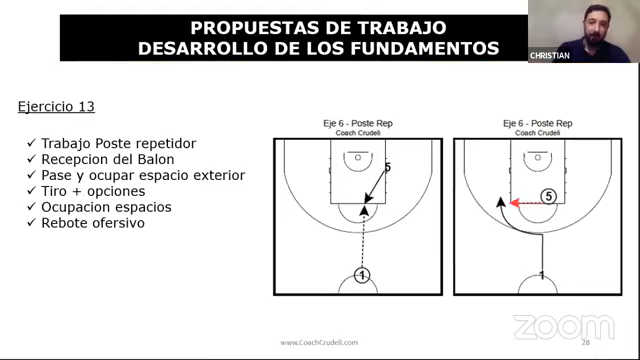 PROPUESTAS DE TRABAJO
DESARROLLO DE LOS FUNDAMENTOS
CHRISTIAN
Ejercicio 13
✓ Trabajo Poste repetidor
✓ Recepcion del Balon
✓ Pase y ocupar espacio exterior
✓ Tiro + opciones
✓ Ocupacion espacios
✓ Rebote ofersivo
Eje 6 - Poste Rep
Coach Crudeli
5
1
Eje 6 - Poste Rep
Coach Crudeli
5
1
www.CoachCrudeli.com
28
zoom